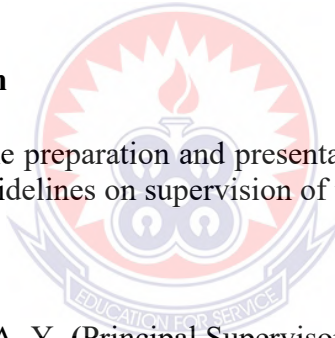 n
e preparation and presenta
idelines on supervision of
EDUCATION FOR SERVICE
A. Y. (Principal Supervisor